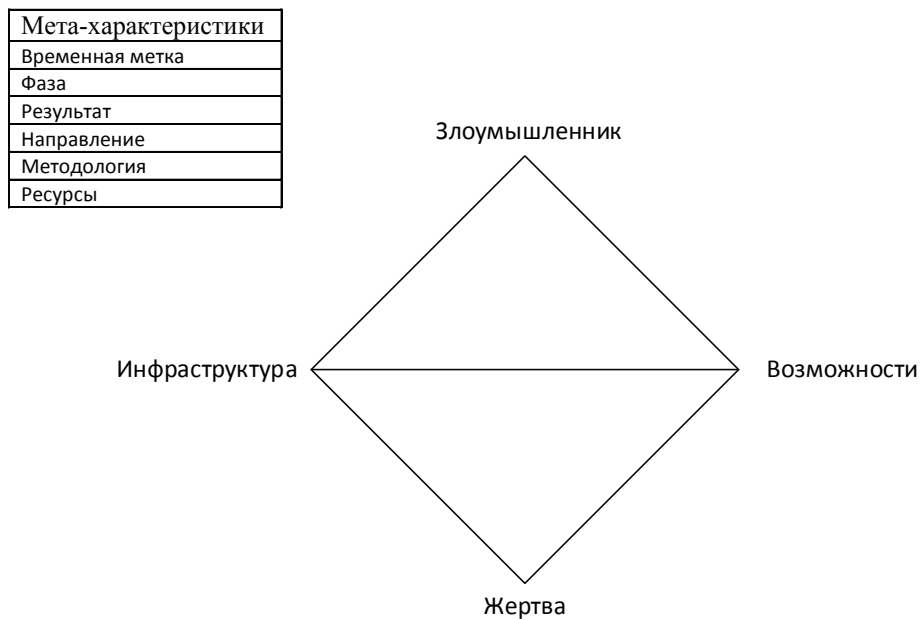 Мета-характеристики
Временная метка
Фаза
Результат
Направление
Методология
Ресурсы
Злоумышленник
Инфраструктура
Возможности
Жертва